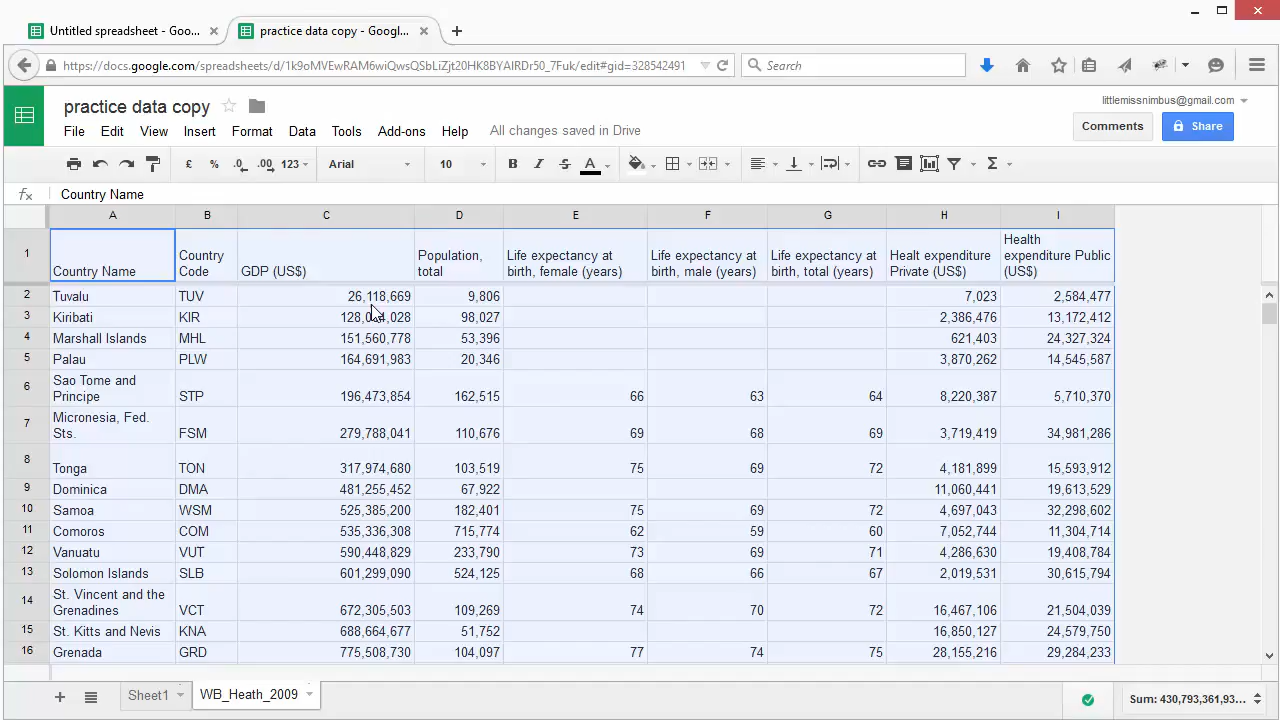 Untitled spreadsheet - Goo...
practice data copy - Googl...
https://docs.google.com/spreadsheets/d/1k9oMVEwRAM6wiQwsQSbLiZjt20HK8BYAlRDr50_7Fuk/edit#gid=328542491
Search
practice data copy
littlemissnimbus@gmail.com
File Edit View Insert Format Data Tools Add-ons Help All changes saved in Drive
Comments Share
£ % .0 .00 123 Arial 10 B I S A Σ
fx Country Name
A B C D E F G H I
1 Country Name Country Code GDP (US$) Population, total Life expectancy at birth, female (years) Life expectancy at birth, male (years) Life expectancy at birth, total (years) Healt expenditure Private (US$) Health expenditure Public (US$)
2 Tuvalu TUV 26,118,669 9,806 7,023 2,584,477
3 Kiribati KIR 98,027 2,386,476 13,172,412
4 Marshall Islands MHL 151,560,778 53,396 621,403 24,327,324
5 Palau PLW 164,691,983 20,346 3,870,262 14,545,587
6 Sao Tome and Principe STP 196,473,854 162,515 66 63 64 8,220,387 5,710,370
7 Micronesia, Fed. Sts. FSM 279,788,041 110,676 69 68 69 3,719,419 34,981,286
8 Tonga TON 317,974,680 103,519 75 69 72 4,181,899 15,593,912
9 Dominica DMA 481,255,452 67,922 11,060,441 19,613,529
10 Samoa WSM 525,385,200 182,401 75 69 72 4,697,043 32,298,602
11 Comoros COM 535,336,308 715,774 62 59 60 7,052,744 11,304,714
12 Vanuatu VUT 590,448,829 233,790 73 69 71 4,286,630 19,408,784
13 Solomon Islands SLB 601,299,090 524,125 68 66 67 2,019,531 30,615,794
14 St. Vincent and the Grenadines VCT 672,305,503 109,269 74 70 72 16,467,106 21,504,039
15 St. Kitts and Nevis KNA 688,664,677 51,752 16,850,127 24,579,750
16 Grenada GRD 775,508,730 104,097 77 74 75 28,155,216 29,284,233
Sheet1 WB_Heath_2009 Sum: 430,793,361,93...